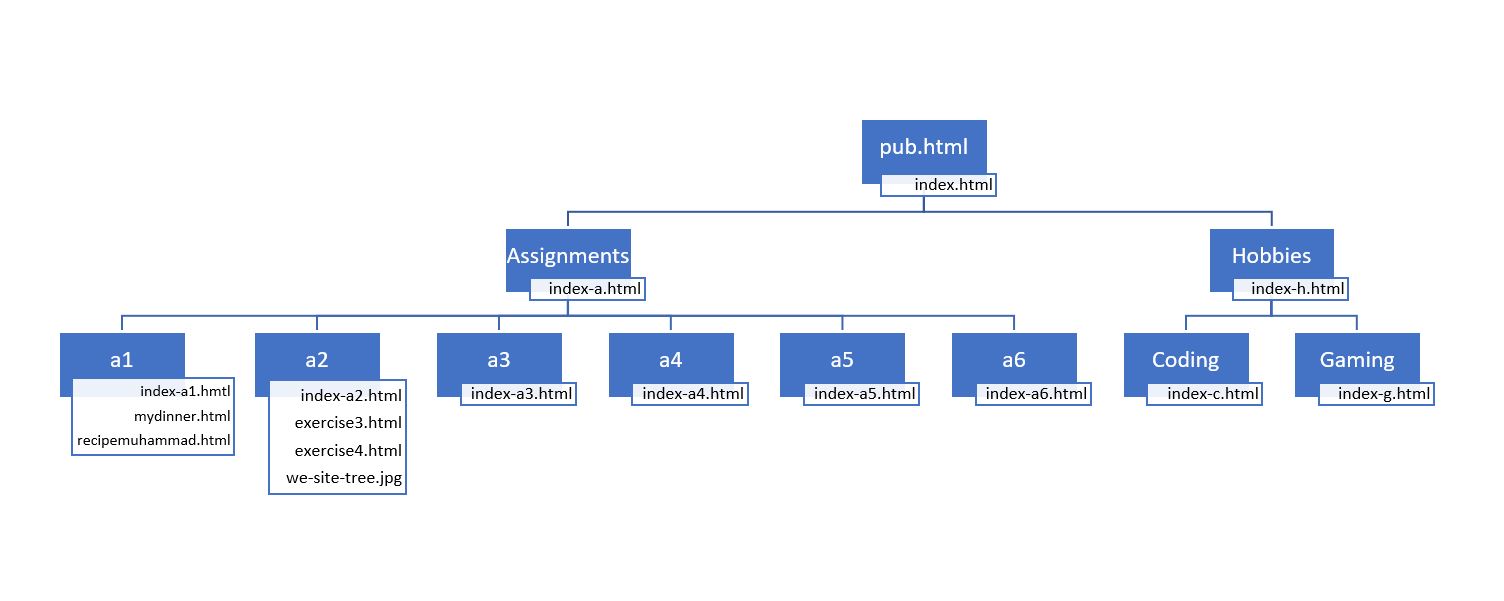 pub.html
index.html
Assignments
index-a.html
Hobbies
index-h.html
a1
index-a1.hmtl
mydinner.html
recipemuhammad.html
a2
index-a2.html
exercise3.html
exercise4.html
we-site-tree.jpg
a3
index-a3.html
a4
index-a4.html
a5
index-a5.html
a6
index-a6.html
Coding
index-c.html
Gaming
index-g.html